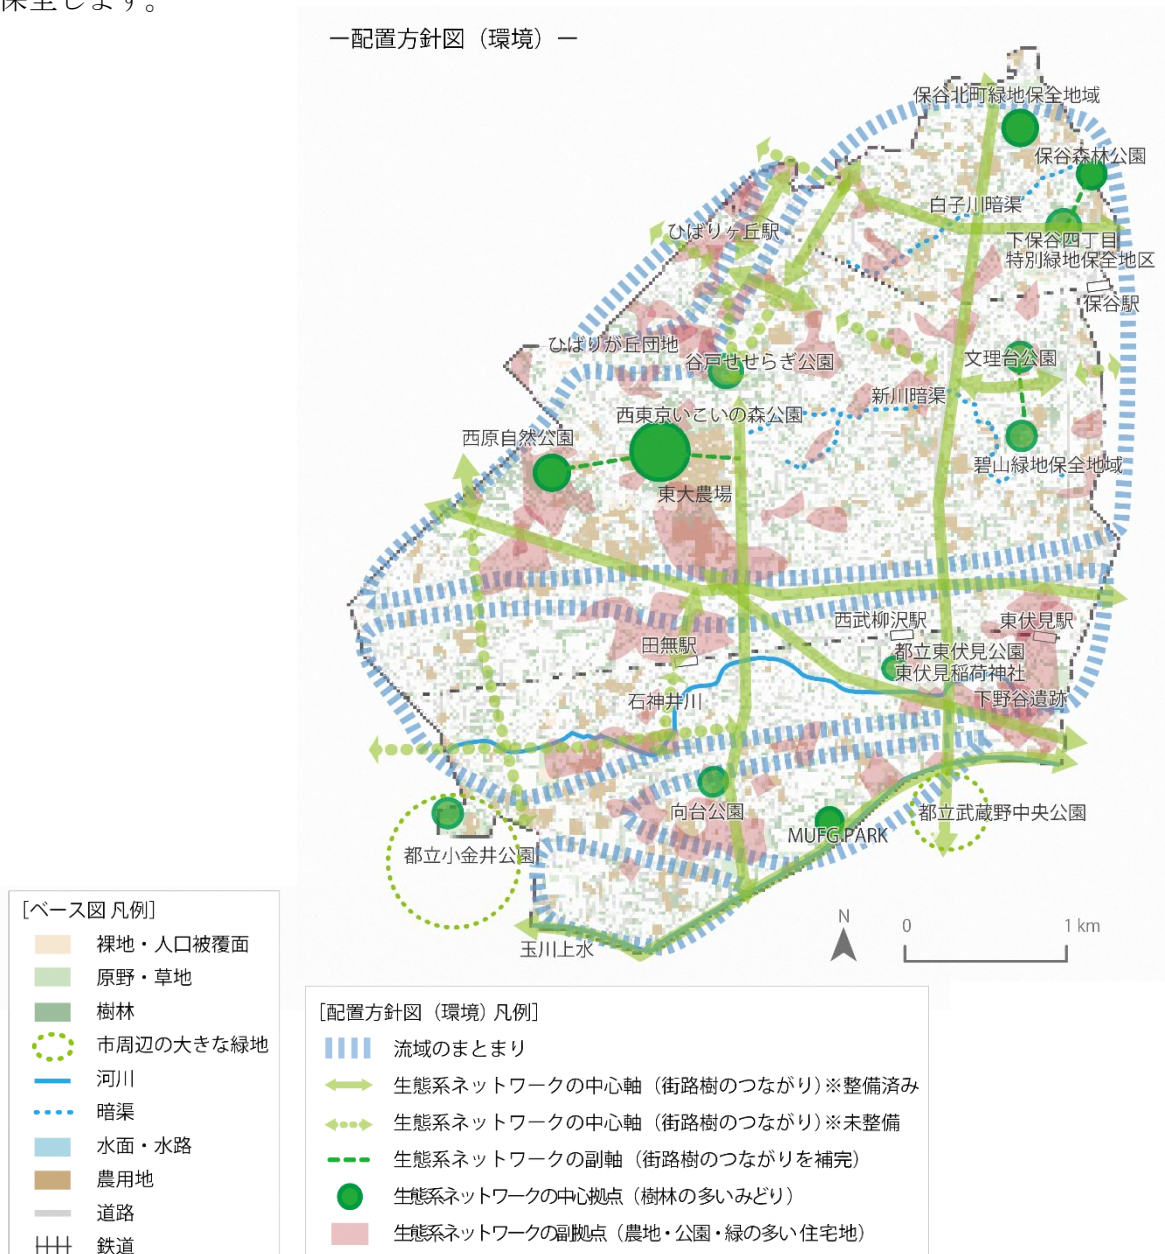 保全します。
―配置方針図（環境）―
保谷北町緑地保全地域
保谷森林公園
白子川暗渠
下保谷四丁目
特別緑地保全地区
ひばりヶ丘駅
保谷駅
ひばりが丘団地
谷戸せせらぎ公園
文理台公園
新川暗渠
西東京いこいの森公園
西原自然公園
碧山緑地保全地域
東大農場
西武柳沢駅
東伏見駅
田無駅
都立東伏見公園
東伏見稲荷神社
石神井川
下野谷遺跡
向台公園
MUFG PARK
都立武蔵野中央公園
都立小金井公園
玉川上水
N
0
1 km
［ベース図 凡例］
裸地・人口被覆面
原野・草地
樹林
市周辺の大きな緑地
河川
暗渠
水面・水路
農用地
道路
鉄道
［配置方針図（環境）凡例］
流域のまとまり
生態系ネットワークの中心軸（街路樹のつながり）※整備済み
生態系ネットワークの中心軸（街路樹のつながり）※未整備
生態系ネットワークの副軸（街路樹のつながりを補完）
生態系ネットワークの中心拠点（樹林の多いみどり）
生態系ネットワークの副拠点（農地・公園・緑の多い住宅地）